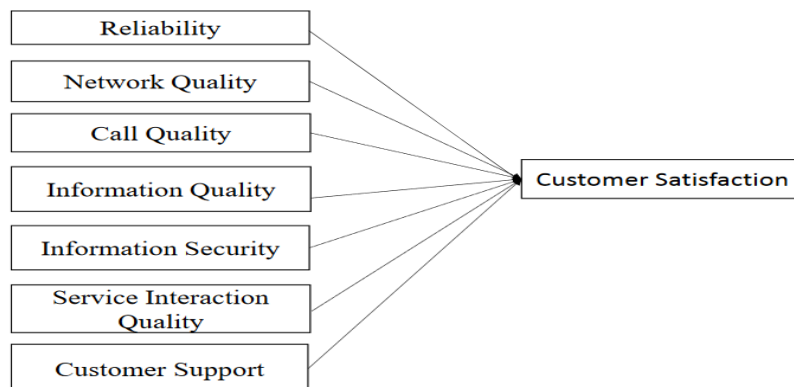 Reliability
Network Quality
Call Quality
Information Quality
Information Security
Service Interaction
Quality
Customer Support
Customer Satisfaction